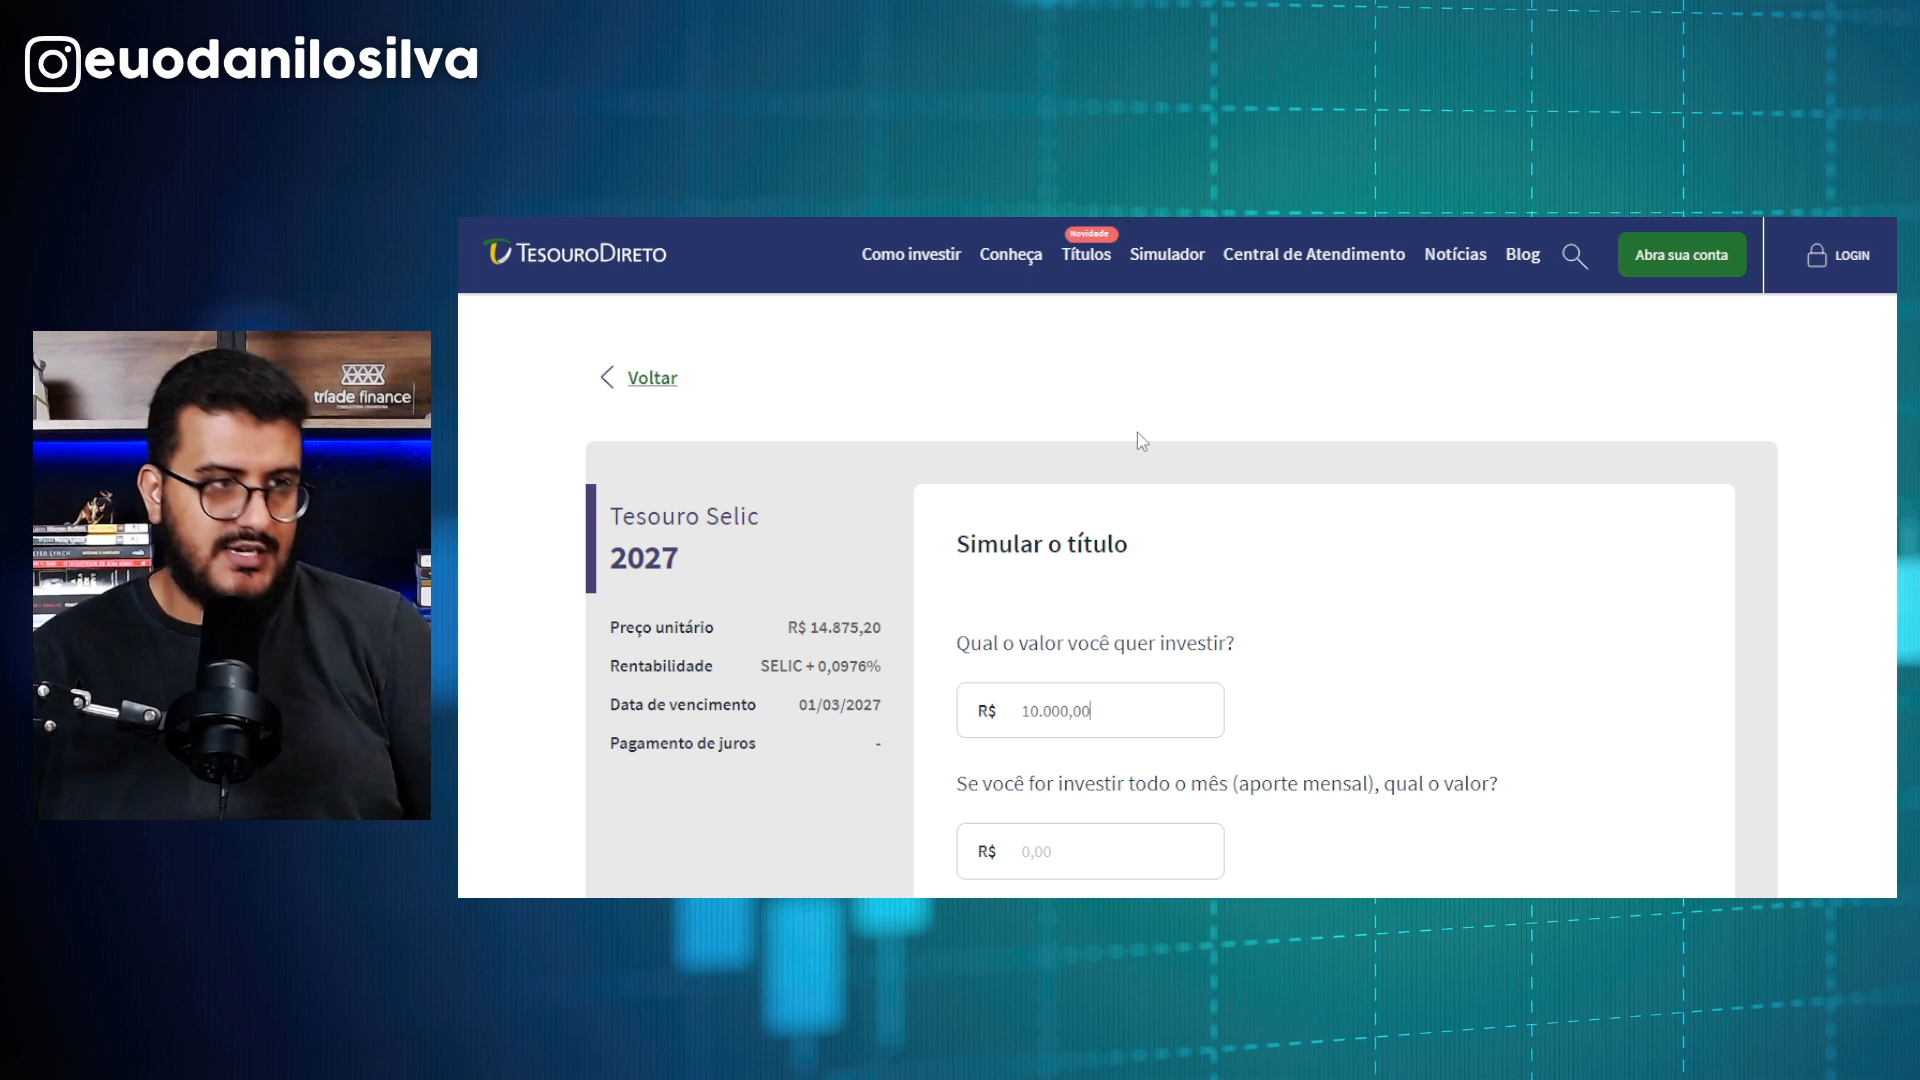 euodanilosilva
TESOURODIRETO
Como investir
Conheça
Novidade
Títulos
Simulador
Central de Atendimento
Notícias
Blog
Abra sua conta
LOGIN
Voltar
tríade finance
Tesouro Selic
2027
Preço unitário R$ 14.875,20
Rentabilidade SELIC + 0,0976%
Data de vencimento 01/03/2027
Pagamento de juros -
Simular o título
Qual o valor você quer investir?
R$ 10.000,00
Se você for investir todo o mês (aporte mensal), qual o valor?
R$ 0,00